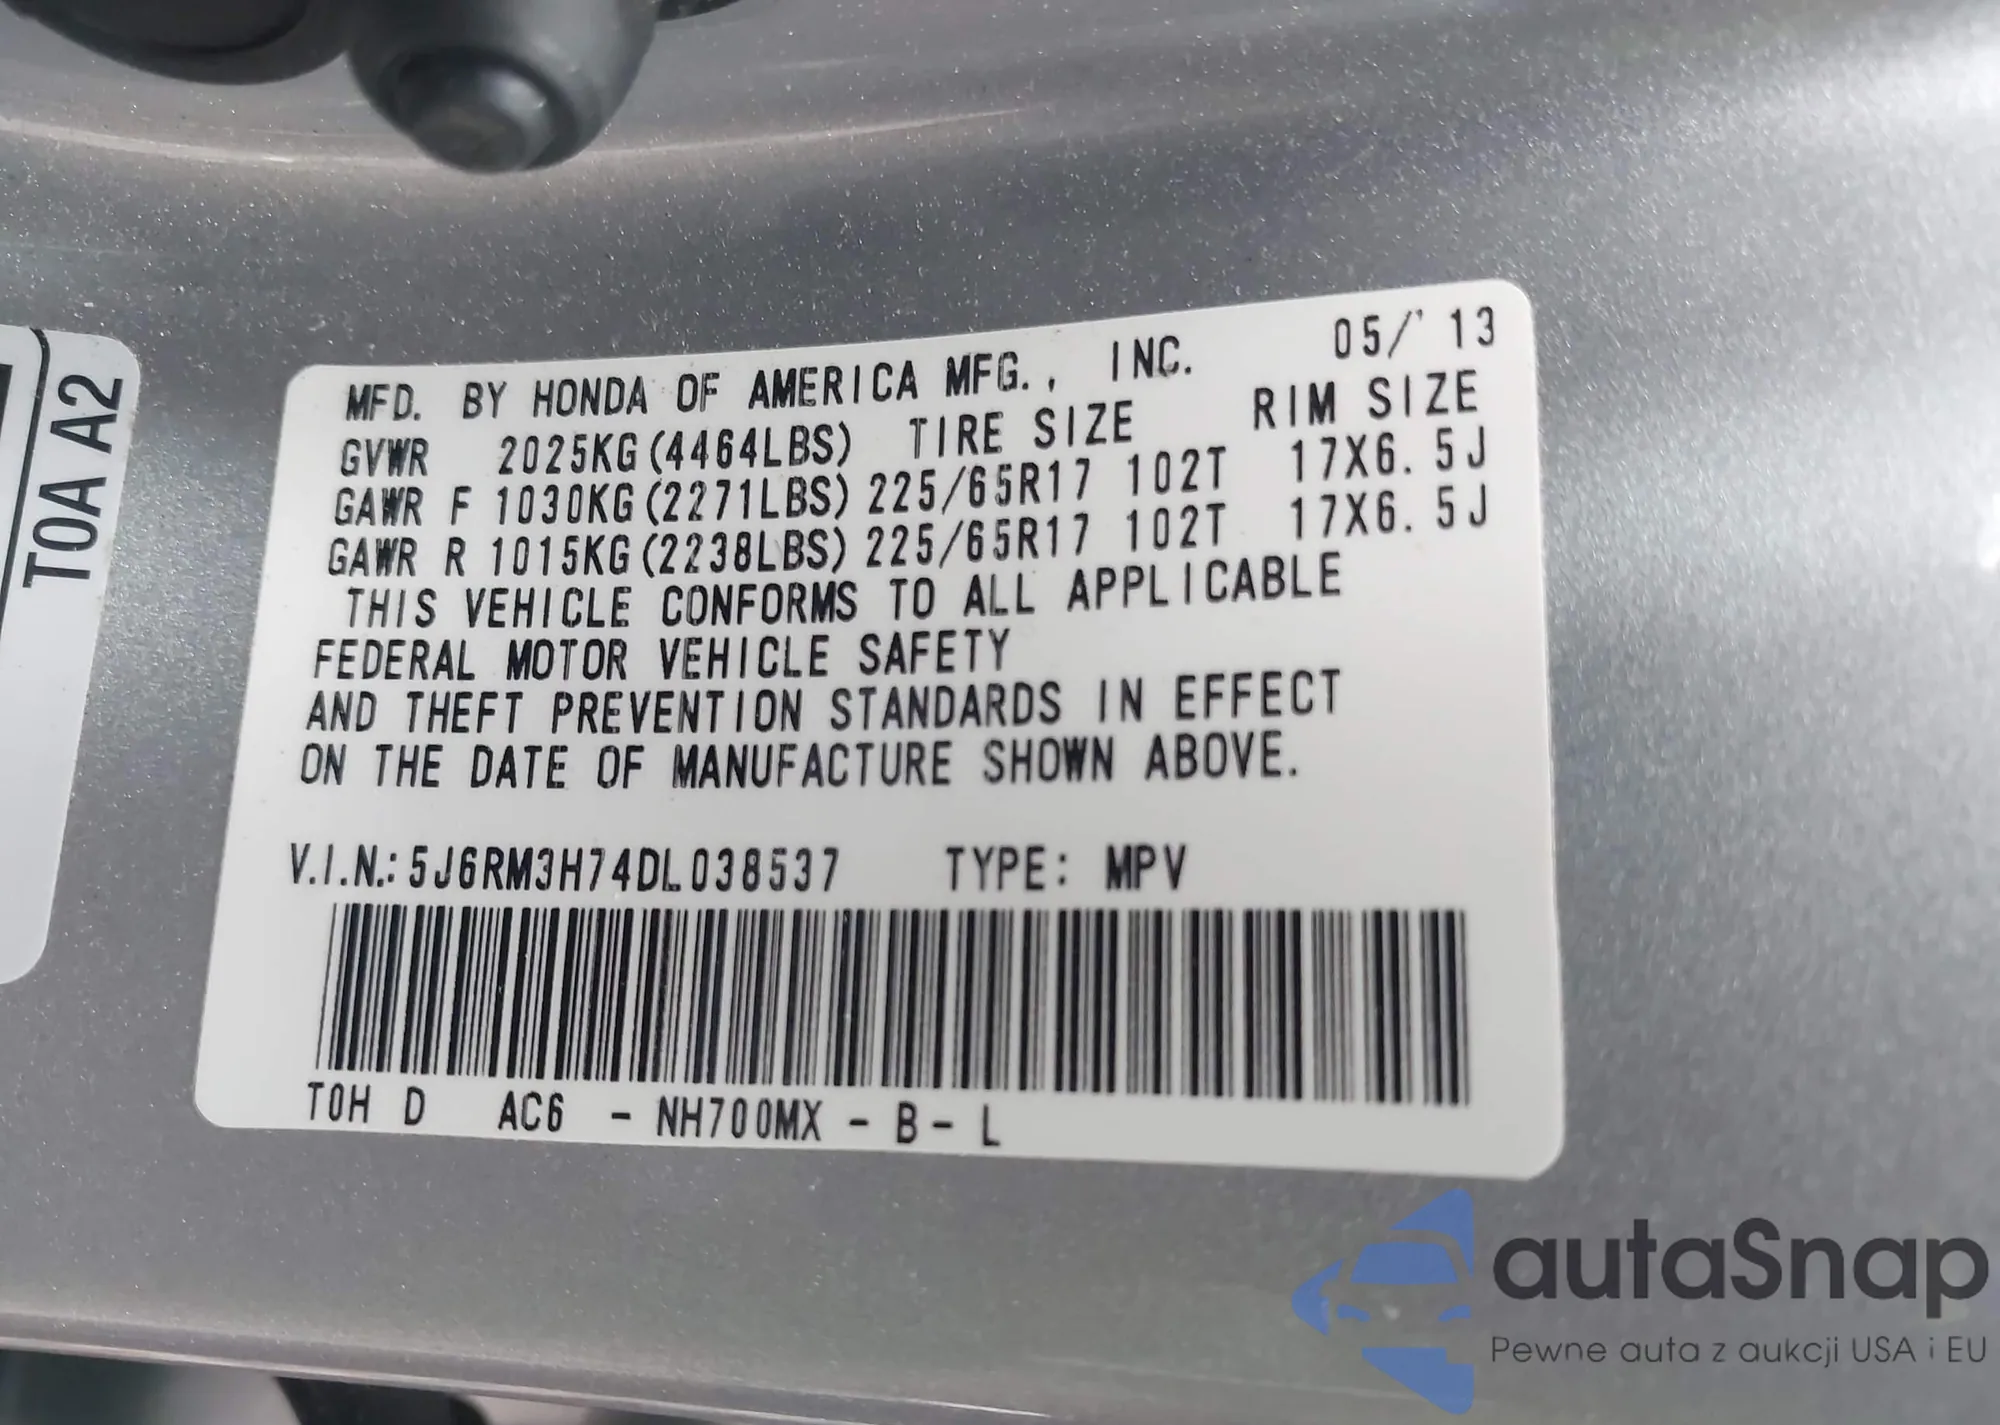 T0A A2
MFD. BY HONDA OF AMERICA MFG., INC. 05/'13
GVWR 2025KG(4464LBS) TIRE SIZE RIM SIZE
GAWR F 1030KG(2271LBS) 225/65R17 102T 17X6.5J
GAWR R 1015KG(2238LBS) 225/65R17 102T 17X6.5J
THIS VEHICLE CONFORMS TO ALL APPLICABLE
FEDERAL MOTOR VEHICLE SAFETY
AND THEFT PREVENTION STANDARDS IN EFFECT
ON THE DATE OF MANUFACTURE SHOWN ABOVE.
V.I.N.: 5J6RM3H74DL038537 TYPE: MPV
T0H D AC6 - NH700MX - B - L
autaSnap
Pewne auta z aukcji USA i EU